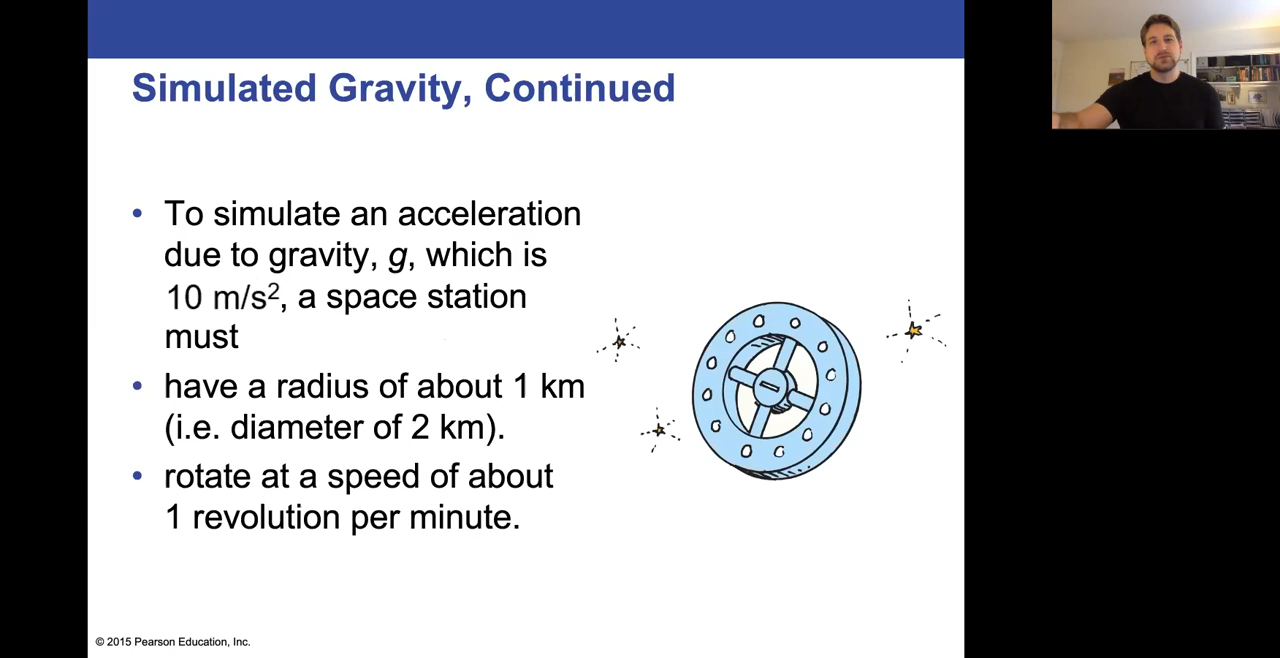 Simulated Gravity, Continued
• To simulate an acceleration
due to gravity, g, which is
10 m/s², a space station
must
• have a radius of about 1 km
(i.e. diameter of 2 km).
• rotate at a speed of about
1 revolution per minute.
© 2015 Pearson Education, Inc.